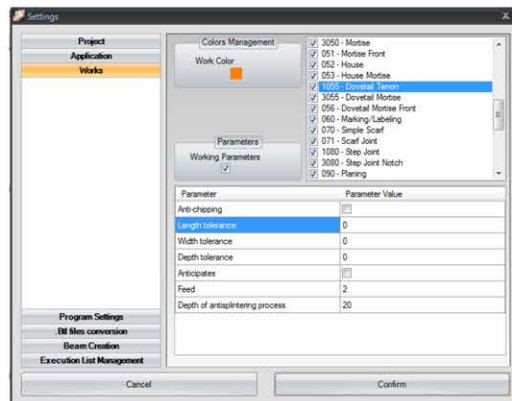 Settings
Project
Application
Works
Program Settings
.Btl files conversion
Beam Creation
Execution List Management
Colors Management
Work Color
Parameters
Working Parameters
3050 - Mortise
051 - Mortise Front
052 - House
053 - House Mortise
1055 - Dovetail Tenon
3055 - Dovetail Mortise
056 - Dovetail Mortise Front
060 - Marking/Labeling
070 - Simple Scarf
071 - Scarf Joint
1080 - Step Joint
3080 - Step Joint Notch
090 - Planing
Parameter Parameter Value
Anti-chipping
Length tolerance 0
Width tolerance 0
Depth tolerance 0
Anticipates
Feed 2
Depth of antisplintering process 20
Cancel Confirm